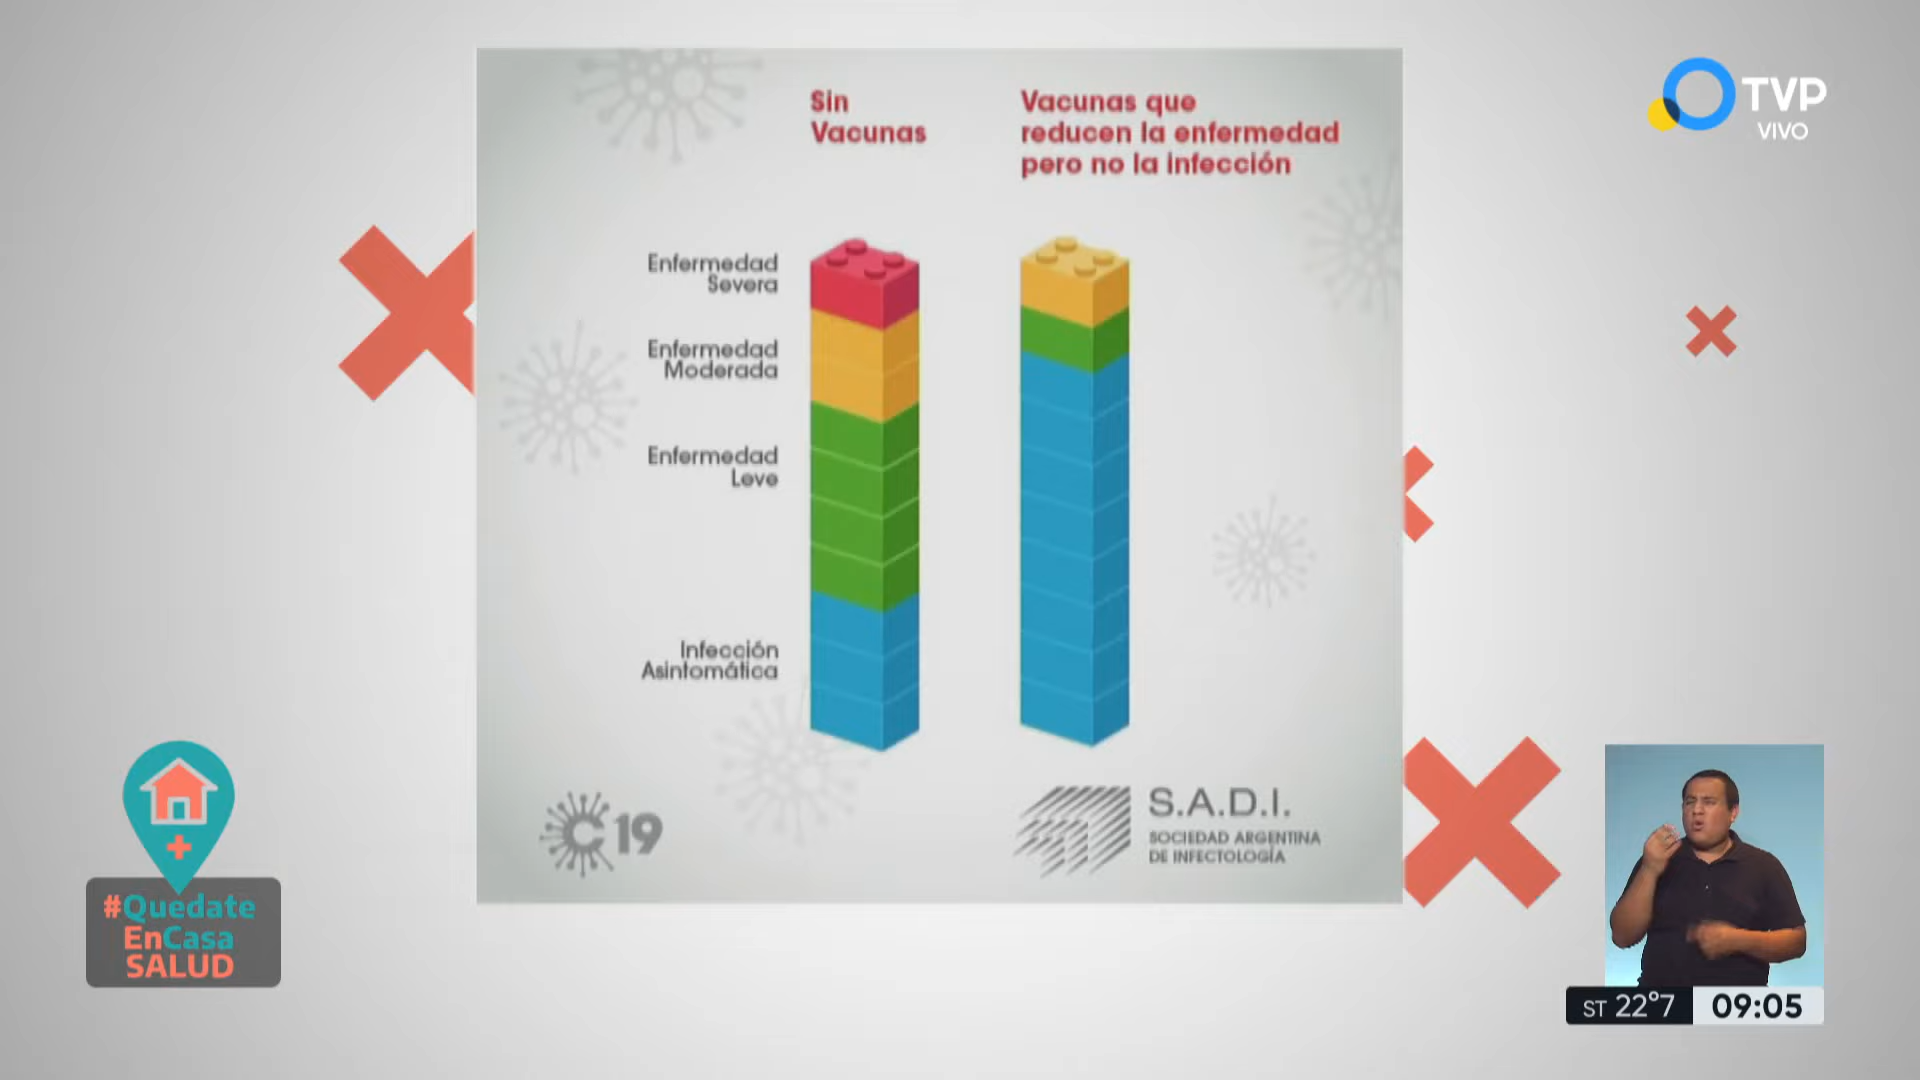 Sin
Vacunas
Vacunas que
reducen la enfermedad
pero no la infección
TVP
VIVO
Enfermedad
Severa
Enfermedad
Moderada
Enfermedad
Leve
Infección
Asintomática
C19
S.A.D.I.
SOCIEDAD ARGENTINA
DE INFECTOLOGÍA
#Quedate
EnCasa
SALUD
ST 22°7
09:05